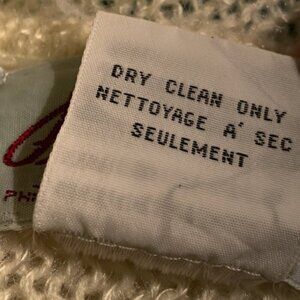 DRY CLEAN ONLY
NETTOYAGE A' SEC
SEULEMENT